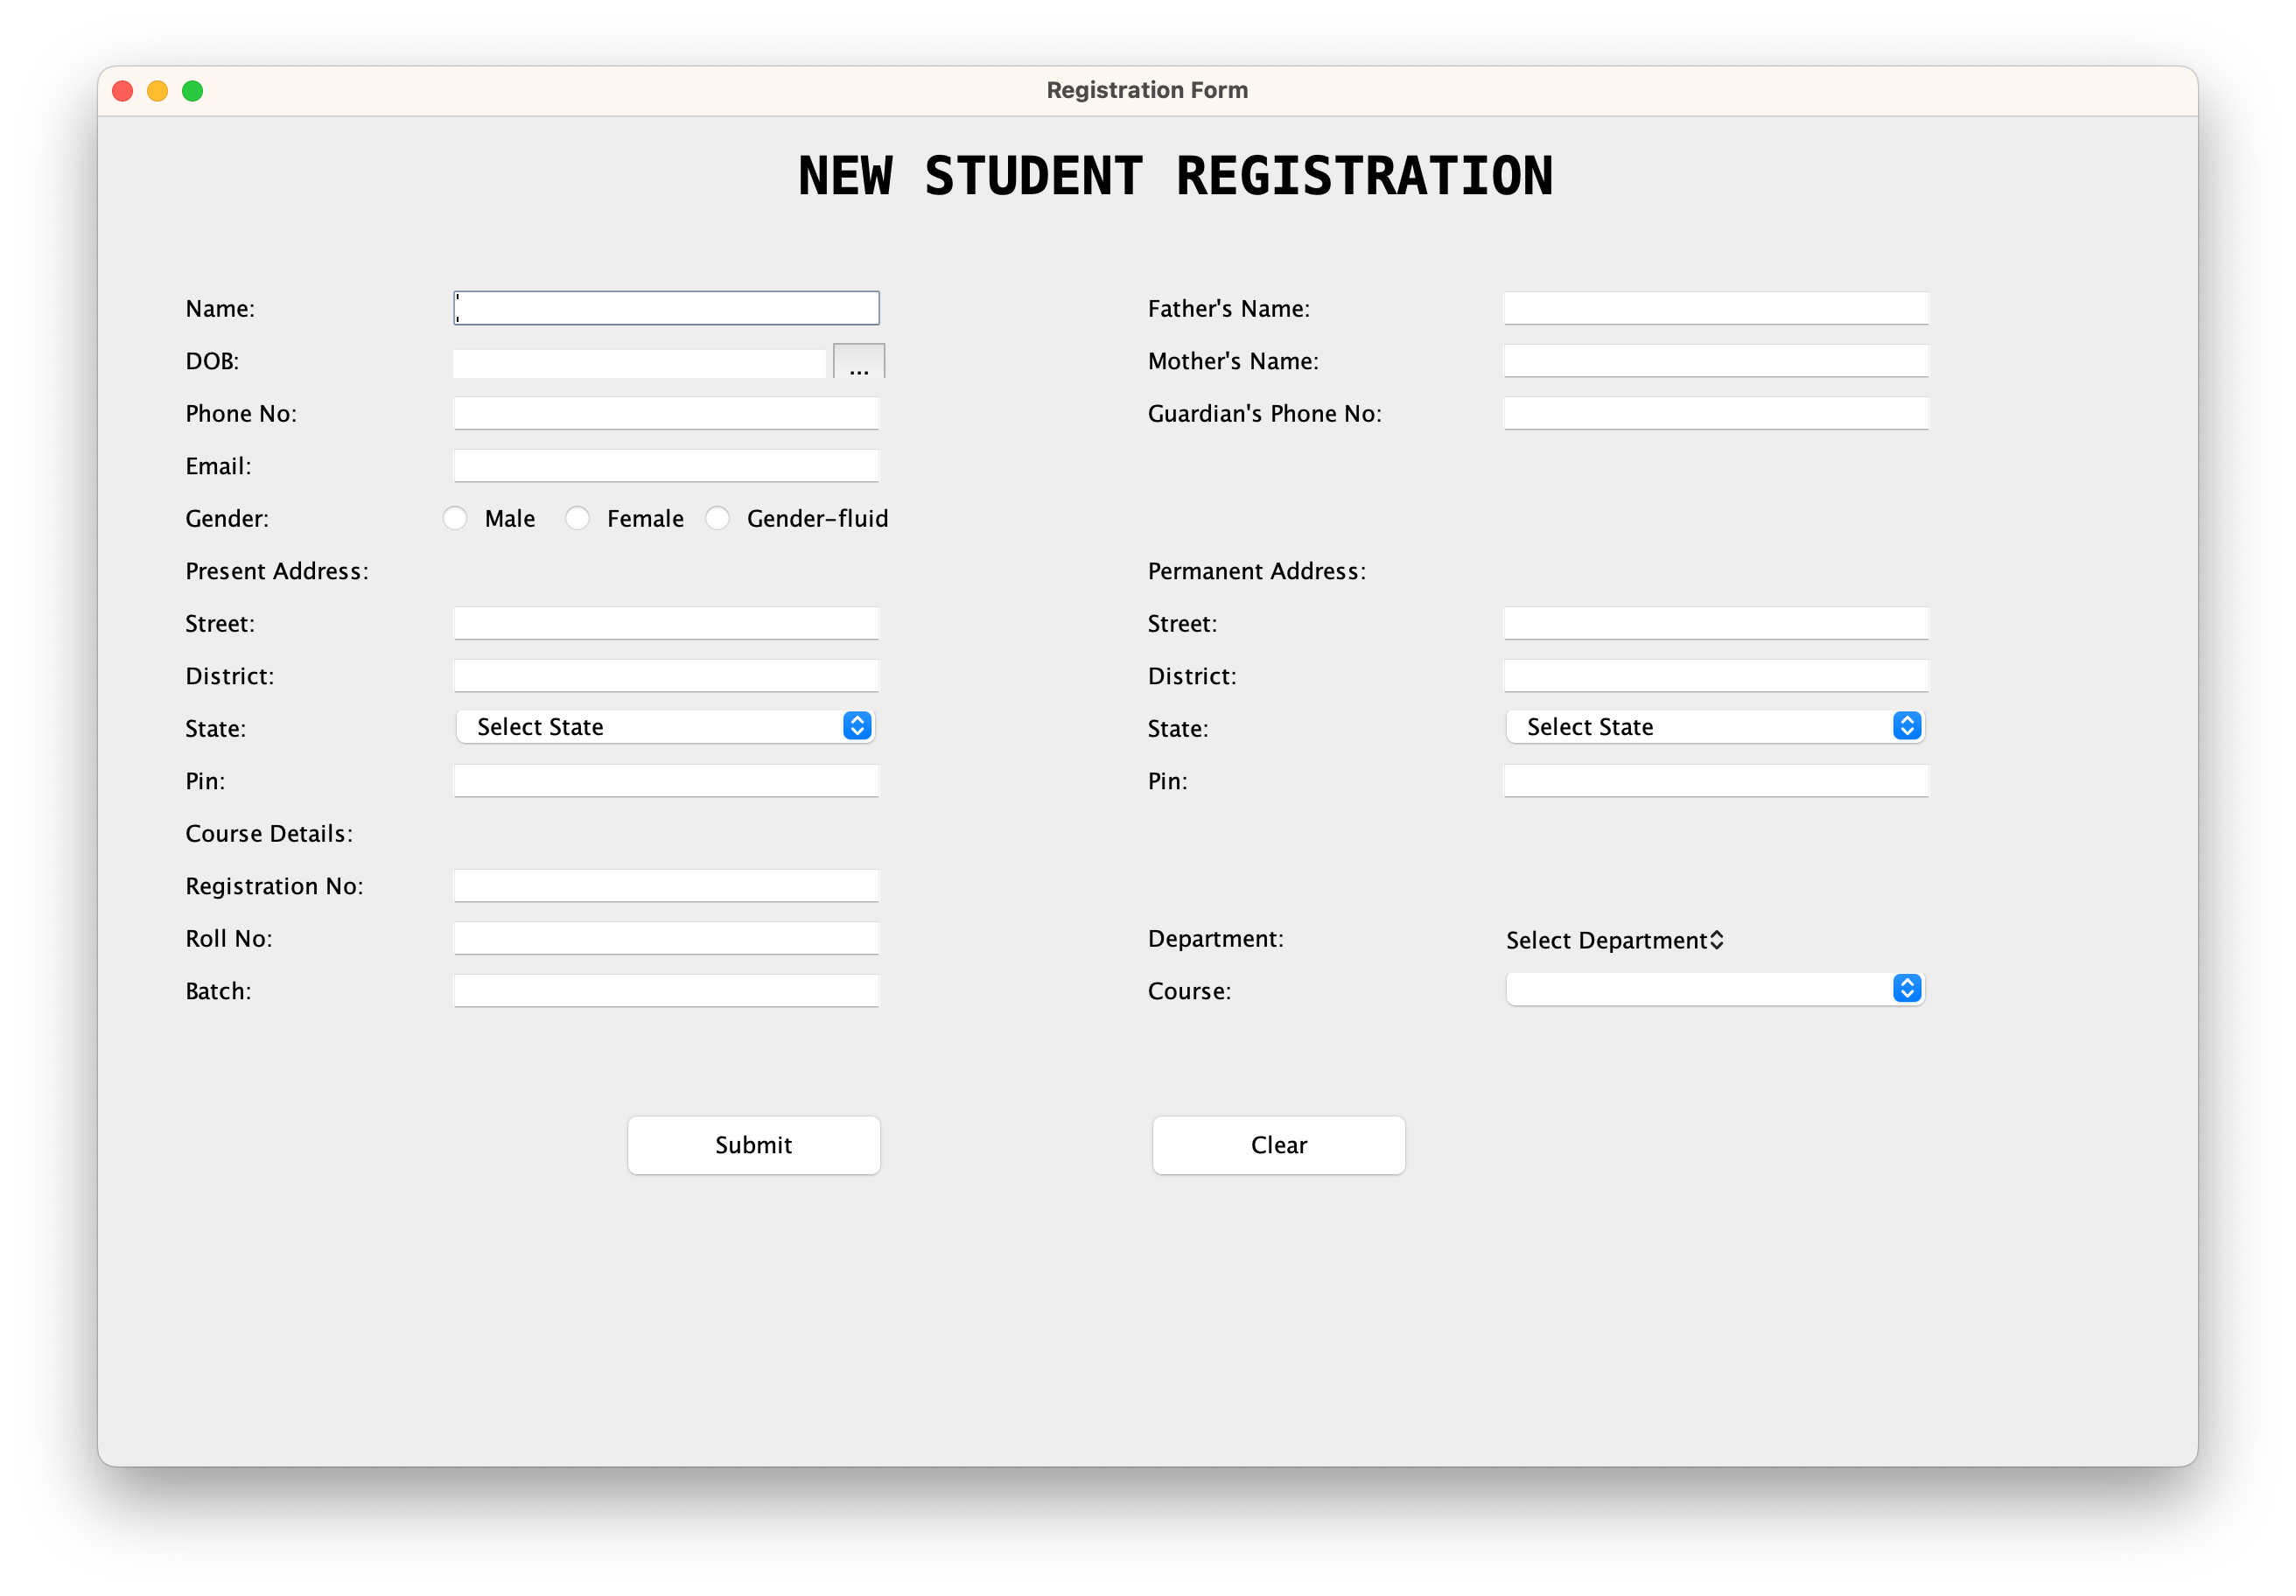 Registration Form
NEW STUDENT REGISTRATION
Name:
Father's Name:
DOB:
...
Mother's Name:
Phone No:
Guardian's Phone No:
Email:
Gender:
Male
Female
Gender-fluid
Present Address:
Permanent Address:
Street:
Street:
District:
District:
State:
Select State
State:
Select State
Pin:
Pin:
Course Details:
Registration No:
Roll No:
Department:
Select Department
Batch:
Course:
Submit
Clear